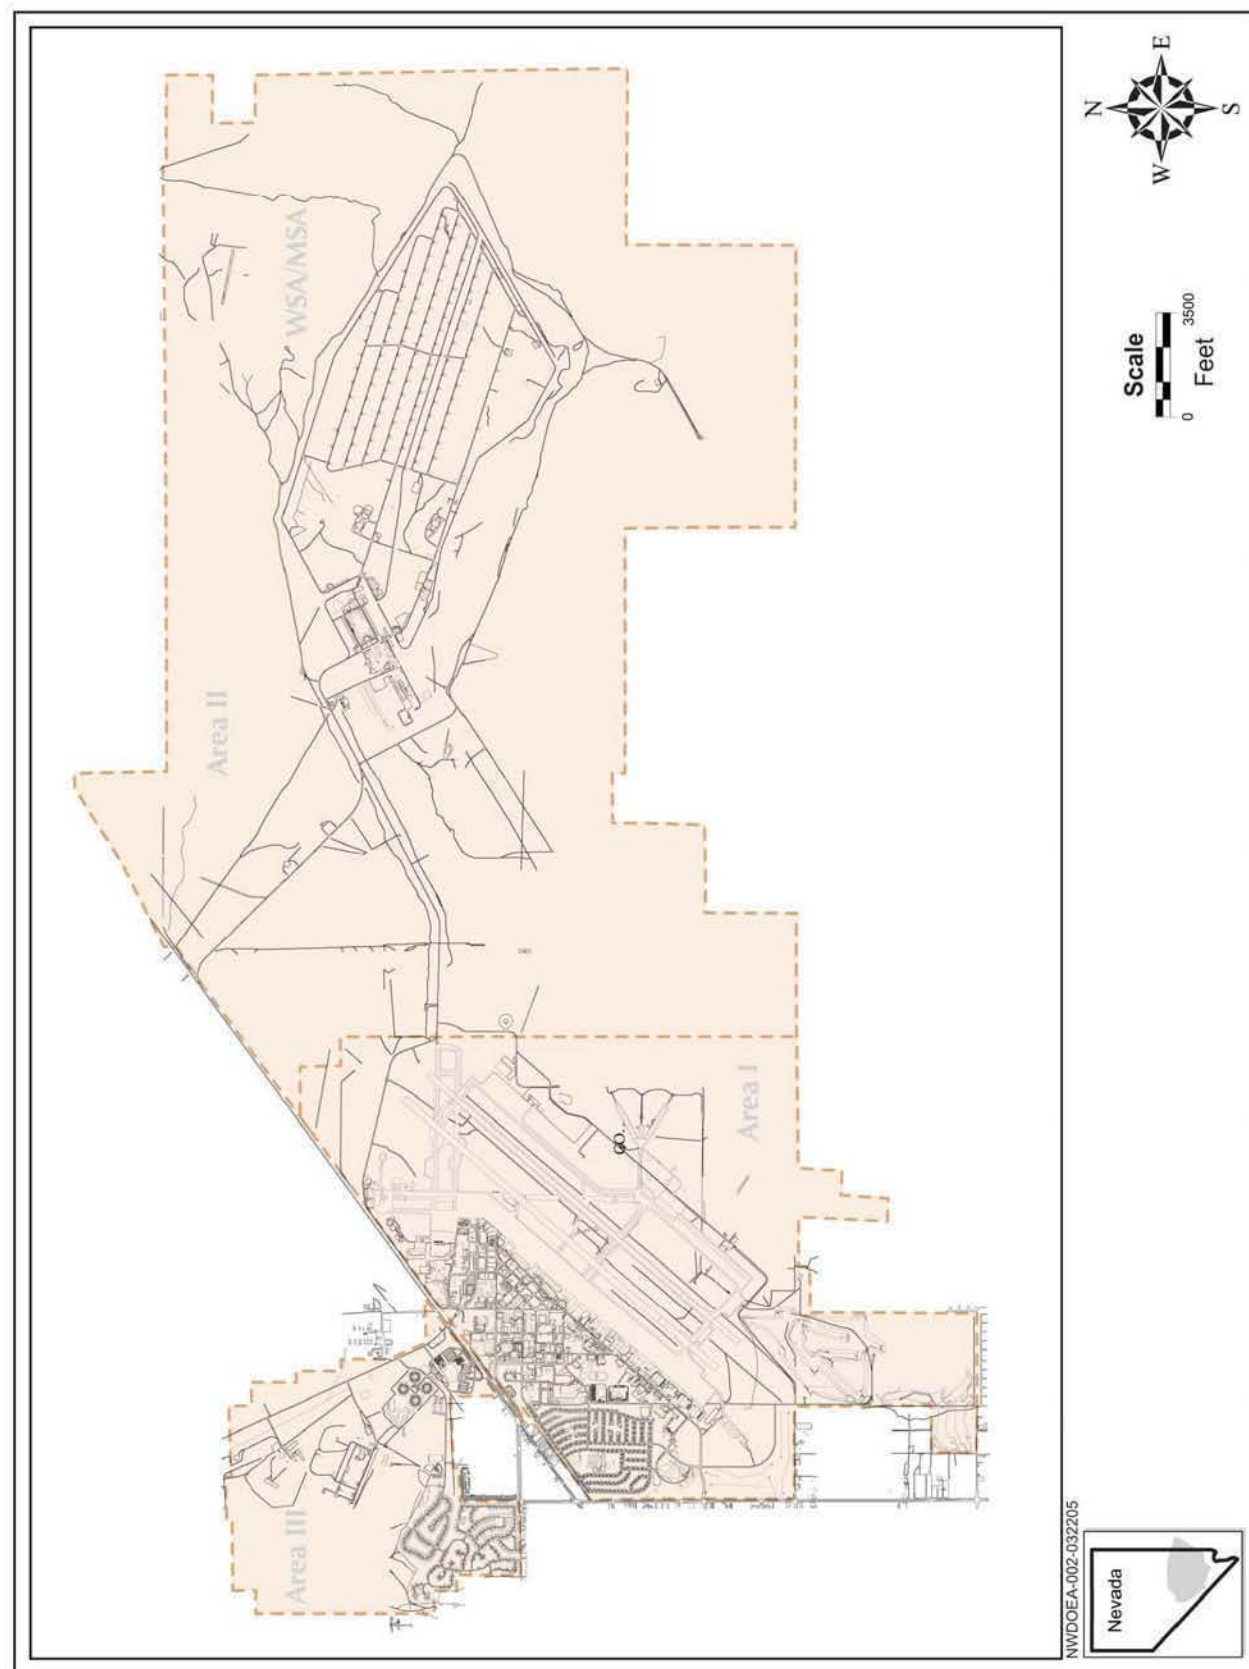 N
E
W
S
Scale
0
3500
Feet
WSA/MSA
Area II
Area I
Area III
NWDOEA-002-032205
Nevada